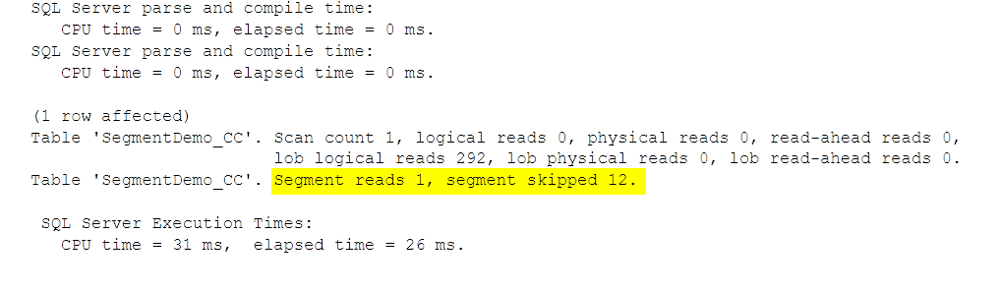 SQL Server parse and compile time:
CPU time = 0 ms, elapsed time = 0 ms.
SQL Server parse and compile time:
CPU time = 0 ms, elapsed time = 0 ms.
(1 row affected)
Table 'SegmentDemo_CC'. Scan count 1, logical reads 0, physical reads 0, read-ahead reads 0,
lob logical reads 292, lob physical reads 0, lob read-ahead reads 0.
Table 'SegmentDemo_CC'. Segment reads 1, segment skipped 12.
SQL Server Execution Times:
CPU time = 31 ms,  elapsed time = 26 ms.